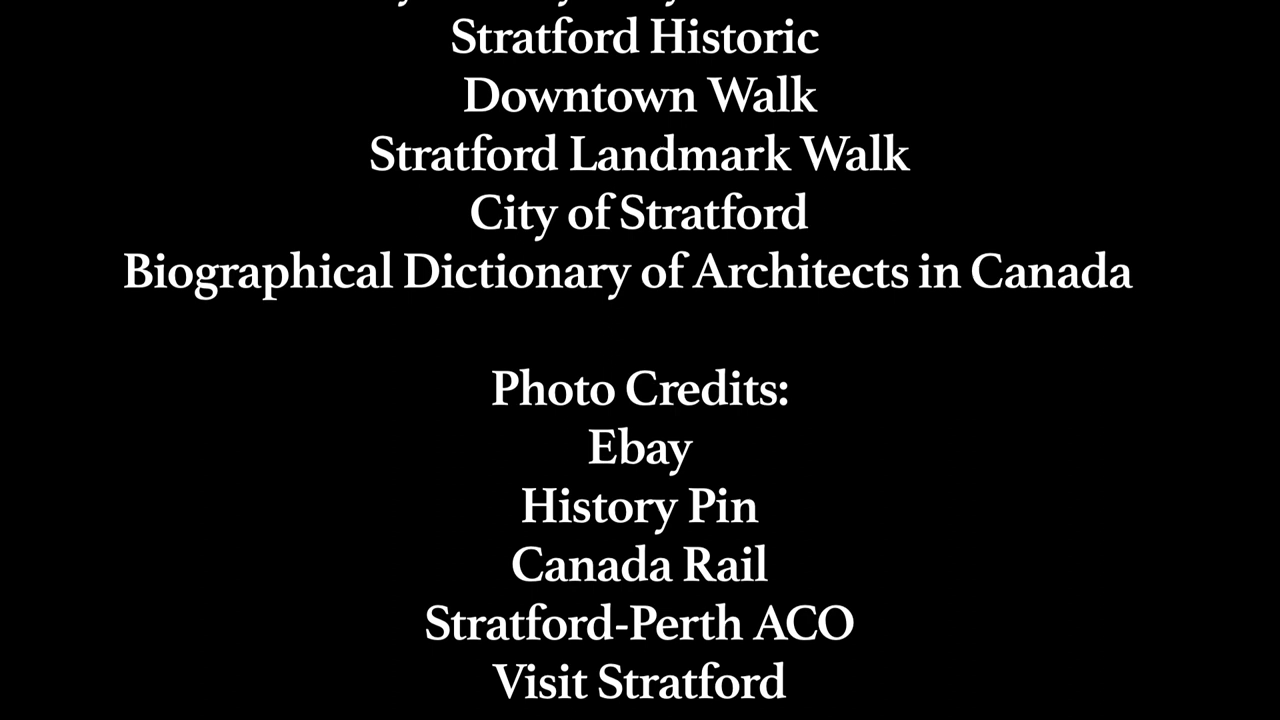 Stratford Historic
Downtown Walk
Stratford Landmark Walk
City of Stratford
Biographical Dictionary of Architects in Canada
Photo Credits:
Ebay
History Pin
Canada Rail
Stratford-Perth ACO
Visit Stratford